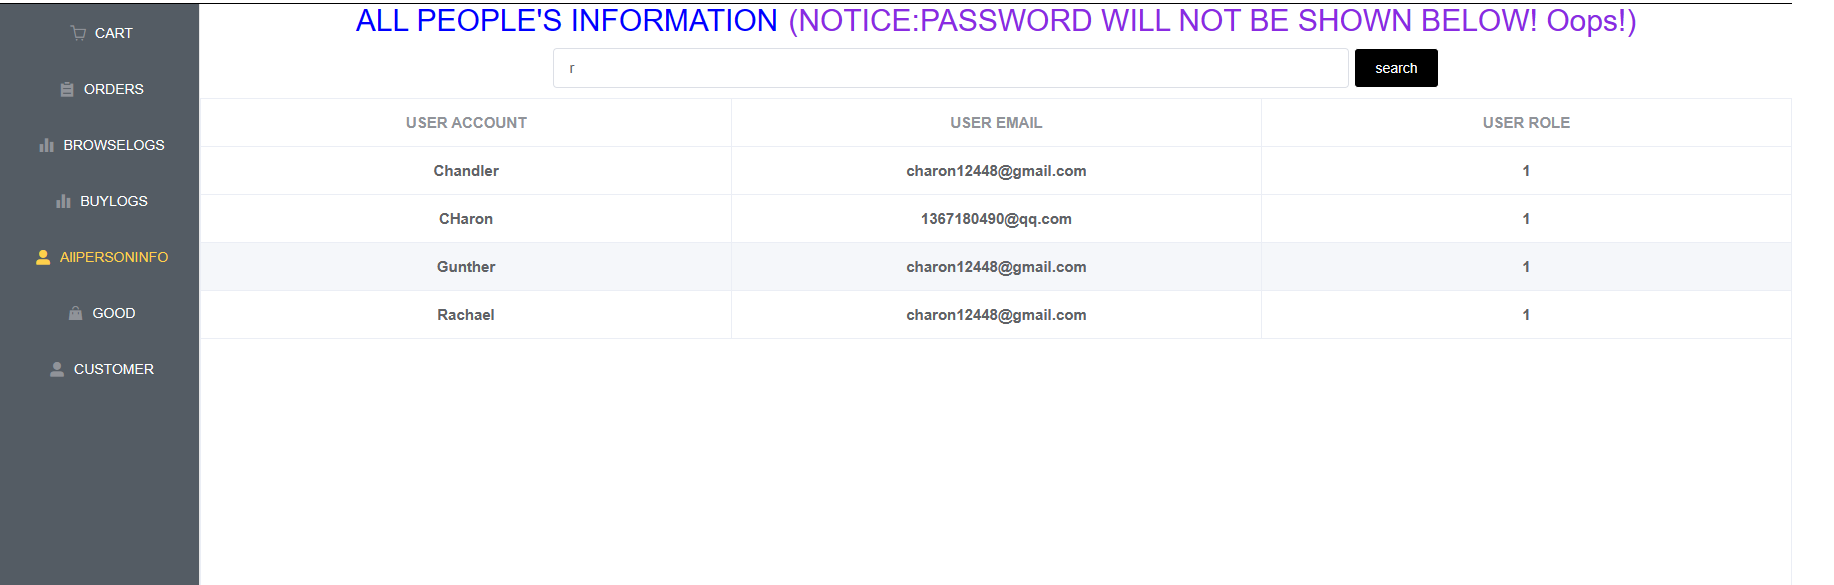 ALL PEOPLE'S INFORMATION (NOTICE:PASSWORD WILL NOT BE SHOWN BELOW! Oops!)
CART
ORDERS
BROWSELOGS
BUYLOGS
AllPERSONINFO
GOOD
CUSTOMER
r search
USER ACCOUNT USER EMAIL USER ROLE
Chandler charon12448@gmail.com 1
CHaron 1367180490@qq.com 1
Gunther charon12448@gmail.com 1
Rachael charon12448@gmail.com 1